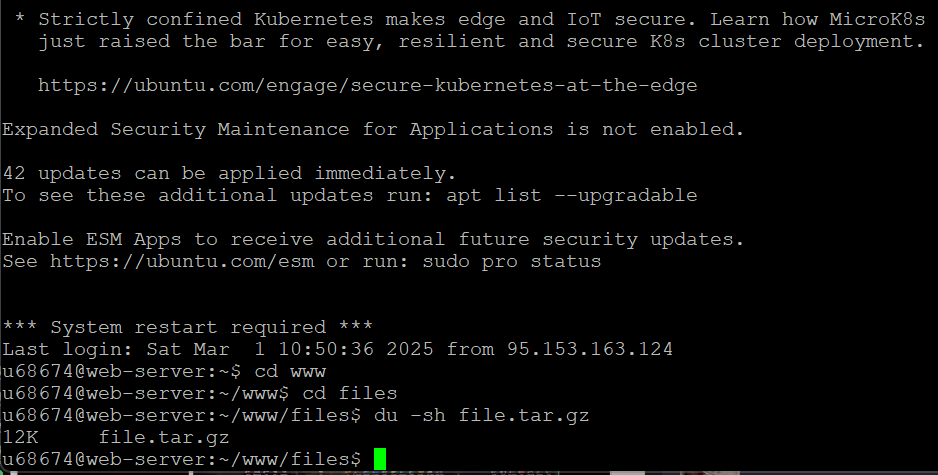 * Strictly confined Kubernetes makes edge and IoT secure. Learn how MicroK8s
just raised the bar for easy, resilient and secure K8s cluster deployment.
https://ubuntu.com/engage/secure-kubernetes-at-the-edge
Expanded Security Maintenance for Applications is not enabled.
42 updates can be applied immediately.
To see these additional updates run: apt list --upgradable
Enable ESM Apps to receive additional future security updates.
See https://ubuntu.com/esm or run: sudo pro status
*** System restart required ***
Last login: Sat Mar  1 10:50:36 2025 from 95.153.163.124
u68674@web-server:~$ cd www
u68674@web-server:~/www$ cd files
u68674@web-server:~/www/files$ du -sh file.tar.gz
12K     file.tar.gz
u68674@web-server:~/www/files$